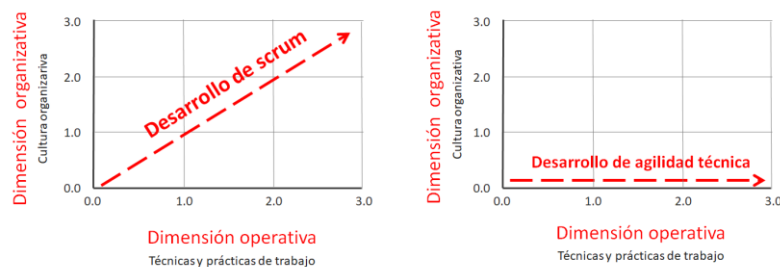 Dimensión organizativa
Cultura organizariva
3.0
2.0
1.0
0.0
Desarrollo de scrum
0.0
1.0
2.0
3.0
Dimensión operativa
Técnicas y prácticas de trabajo
Dimensión organizativa
Cultura organizativa
3.0
2.0
1.0
0.0
Desarrollo de agilidad técnica
0.0
1.0
2.0
3.0
Dimensión operativa
Técnicas y prácticas de trabajo